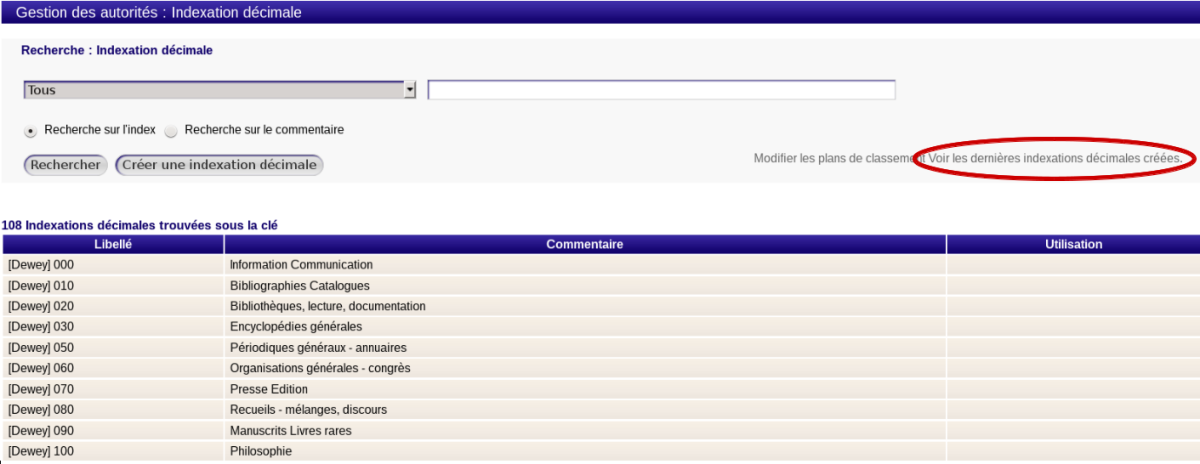 Gestion des autorités : Indexation décimale
Recherche : Indexation décimale
Tous
Recherche sur l'index Recherche sur le commentaire
Rechercher Créer une indexation décimale Modifier les plans de classement Voir les dernières indexations décimales créées.
108 Indexations décimales trouvées sous la clé
Libellé Commentaire Utilisation
[Dewey] 000 Information Communication
[Dewey] 010 Bibliographies Catalogues
[Dewey] 020 Bibliothèques, lecture, documentation
[Dewey] 030 Encyclopédies générales
[Dewey] 050 Périodiques généraux - annuaires
[Dewey] 060 Organisations générales - congrès
[Dewey] 070 Presse Edition
[Dewey] 080 Recueils - mélanges, discours
[Dewey] 090 Manuscrits Livres rares
[Dewey] 100 Philosophie